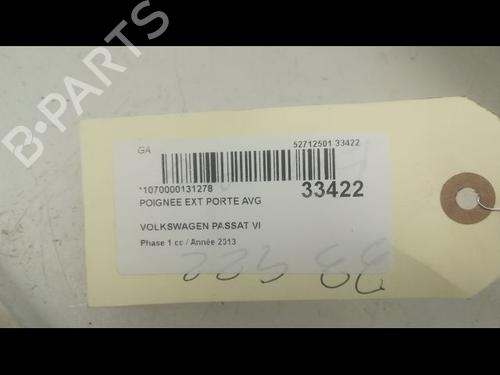 B-PARTS
GA
52712501 33422
*1070000131278
33422
POIGNEE EXT PORTE AVG
VOLKSWAGEN PASSAT VI
Phase 1 cc / Année 2013